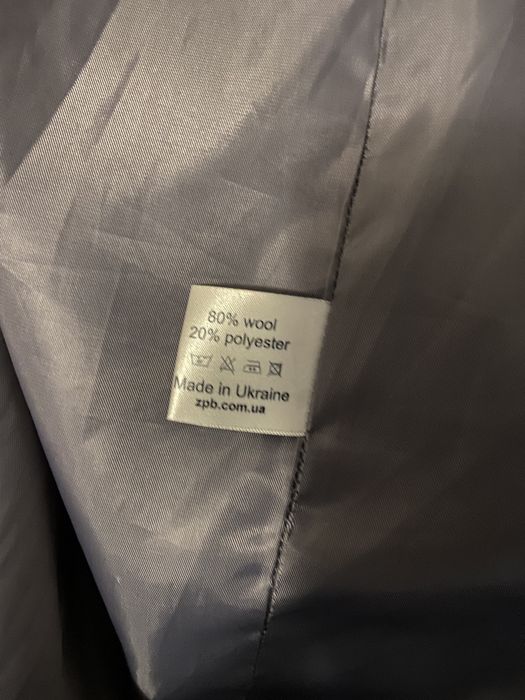 80% wool
20% polyester
Made in Ukraine
zpb.com.ua